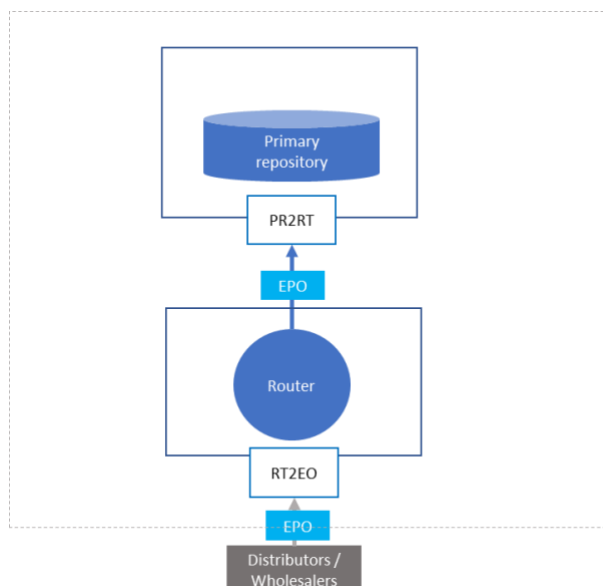 Primary
repository
PR2RT
EPO
Router
RT2EO
EPO
Distributors /
Wholesalers